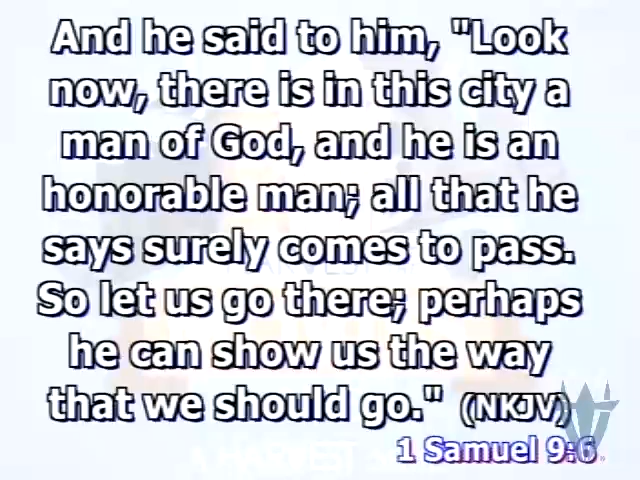 And he said to him, "Look
now, there is in this city a
man of God, and he is an
honorable man; all that he
says surely comes to pass.
So let us go there; perhaps
he can show us the way
that we should go." (NKJV)
1 Samuel 9:6